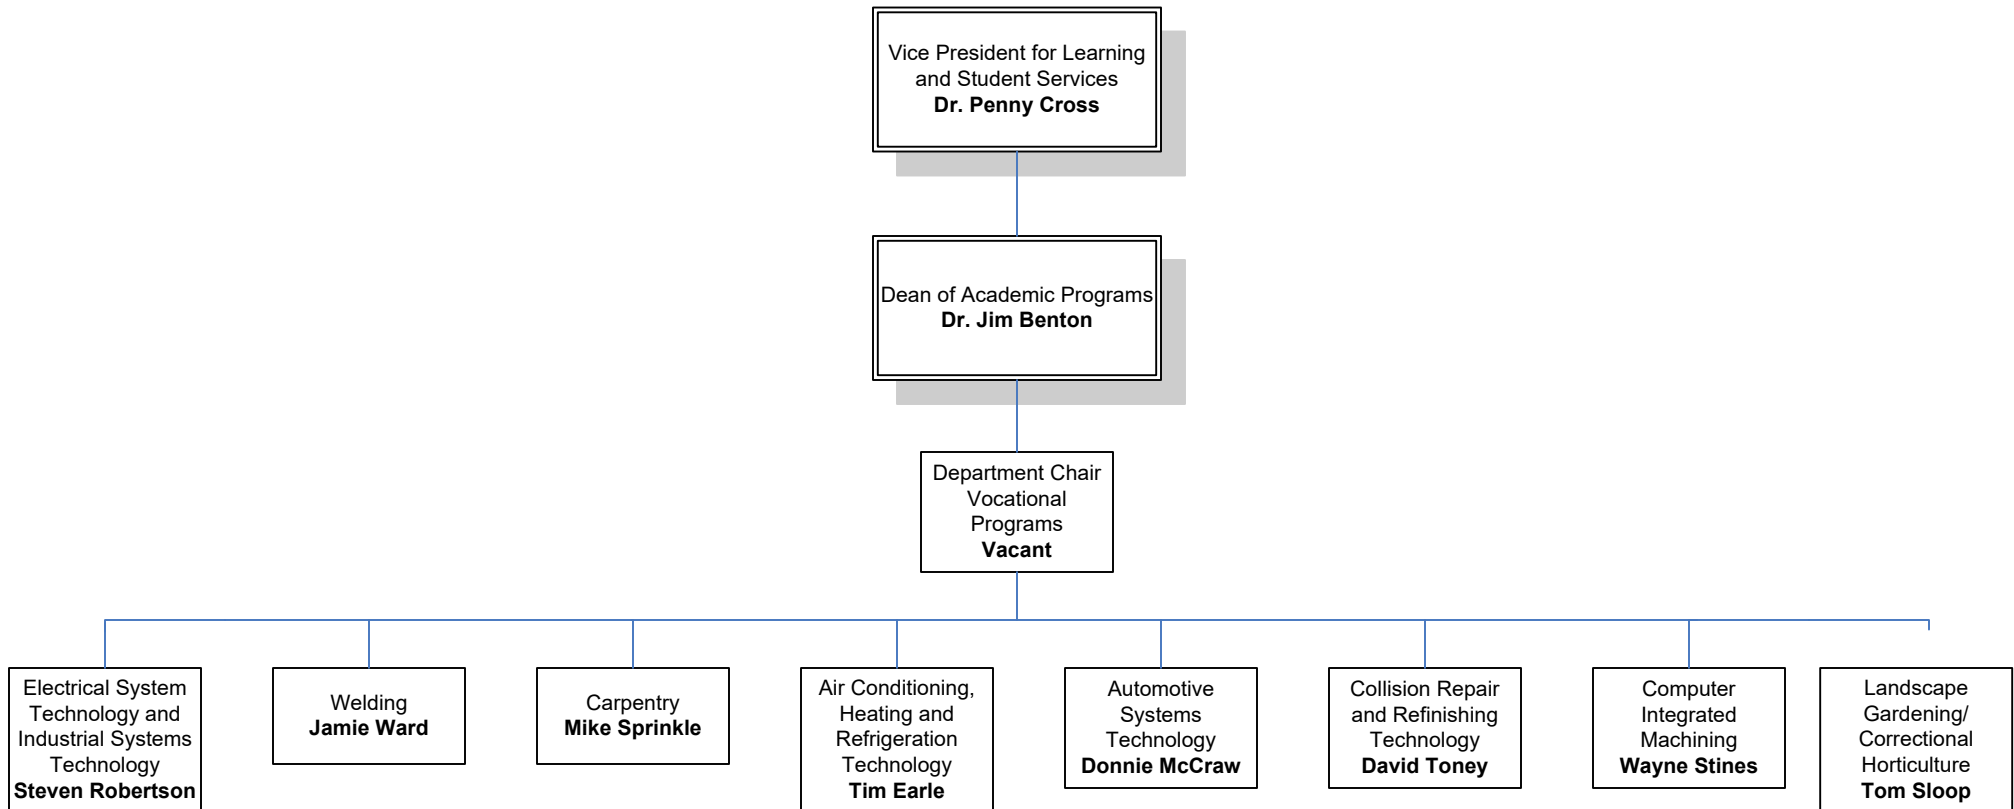 Vice President for Learning
and Student Services
Dr. Penny Cross
Dean of Academic Programs
Dr. Jim Benton
Department Chair
Vocational
Programs
Vacant
Electrical System
Technology and
Industrial Systems
Technology
Steven Robertson
Welding
Jamie Ward
Carpentry
Mike Sprinkle
Air Conditioning,
Heating and
Refrigeration
Technology
Tim Earle
Automotive
Systems
Technology
Donnie McCraw
Collision Repair
and Refinishing
Technology
David Toney
Computer
Integrated
Machining
Wayne Stines
Landscape
Gardening/
Correctional
Horticulture
Tom Sloop